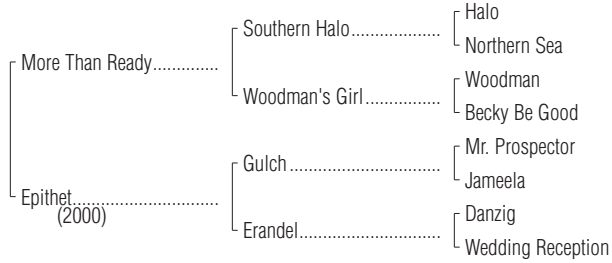 Halo
Southern Halo...................
Northern Sea
More Than Ready..............
Woodman
Woodman's Girl................
Becky Be Good
Mr. Prospector
Gulch................................
Jameela
Epithet...............................
(2000)
Danzig
Erandel..............................
Wedding Reception